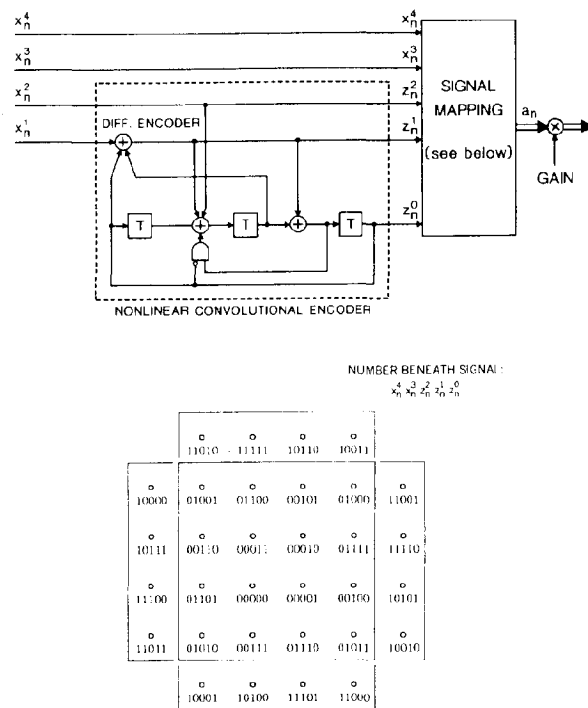 x_n^4 x_n^4
x_n^3 x_n^3
x_n^2 z_n^2
x_n^1 DIFF. ENCODER z_n^1
SIGNAL
MAPPING
(see below)
a_n
GAIN
T T T z_n^0
NONLINEAR CONVOLUTIONAL ENCODER
NUMBER BENEATH SIGNAL:
x_n^4 x_n^3 z_n^2 z_n^1 z_n^0
11010 11111 10110 10011
10000 01001 01100 00101 01000 11001
10111 00110 00011 00010 01111 11110
11100 01101 00000 00001 00100 10101
11011 01010 00111 01110 01011 10010
10001 10100 11101 11000